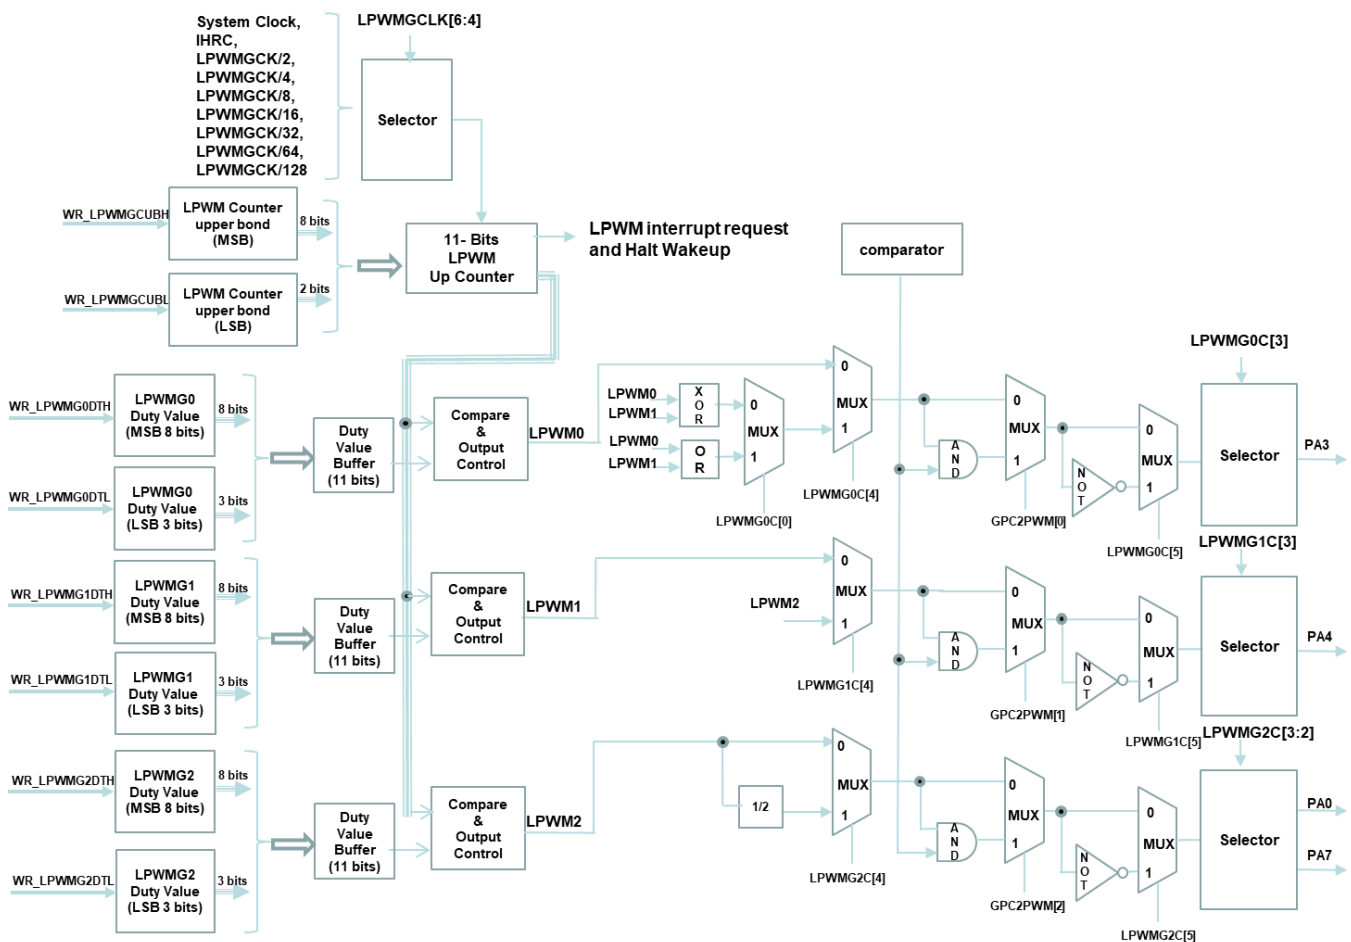 System Clock,
IHRC,
LPWMGCK/2,
LPWMGCK/4,
LPWMGCK/8,
LPWMGCK/16,
LPWMGCK/32,
LPWMGCK/64,
LPWMGCK/128
LPWMGCLK[6:4]
Selector
WR_LPWMGCUBH
LPWM Counter
upper bond
(MSB)
8 bits
WR_LPWMGCUBL
LPWM Counter
upper bond
(LSB)
2 bits
11- Bits
LPWM
Up Counter
LPWM interrupt request
and Halt Wakeup
comparator
WR_LPWMG0DTH
LPWMG0
Duty Value
(MSB 8 bits)
8 bits
WR_LPWMG0DTL
LPWMG0
Duty Value
(LSB 3 bits)
3 bits
Duty
Value
Buffer
(11 bits)
Compare
&
Output
Control
LPWM0
LPWM0
LPWM1
XOR
LPWM0
LPWM1
OR
0
MUX
1
LPWMG0C[0]
0
MUX
1
LPWMG0C[4]
AND
0
MUX
1
GPC2PWM[0]
NOT
0
MUX
1
LPWMG0C[5]
LPWMG0C[3]
Selector
PA3
WR_LPWMG1DTH
LPWMG1
Duty Value
(MSB 8 bits)
8 bits
WR_LPWMG1DTL
LPWMG1
Duty Value
(LSB 3 bits)
3 bits
Duty
Value
Buffer
(11 bits)
Compare
&
Output
Control
LPWM1
LPWM2
0
MUX
1
LPWMG1C[4]
AND
0
MUX
1
GPC2PWM[1]
NOT
0
MUX
1
LPWMG1C[5]
LPWMG1C[3]
Selector
PA4
WR_LPWMG2DTH
LPWMG2
Duty Value
(MSB 8 bits)
8 bits
WR_LPWMG2DTL
LPWMG2
Duty Value
(LSB 3 bits)
3 bits
Duty
Value
Buffer
(11 bits)
Compare
&
Output
Control
LPWM2
1/2
0
MUX
1
LPWMG2C[4]
AND
0
MUX
1
GPC2PWM[2]
NOT
0
MUX
1
LPWMG2C[5]
LPWMG2C[3:2]
Selector
PA0
PA7